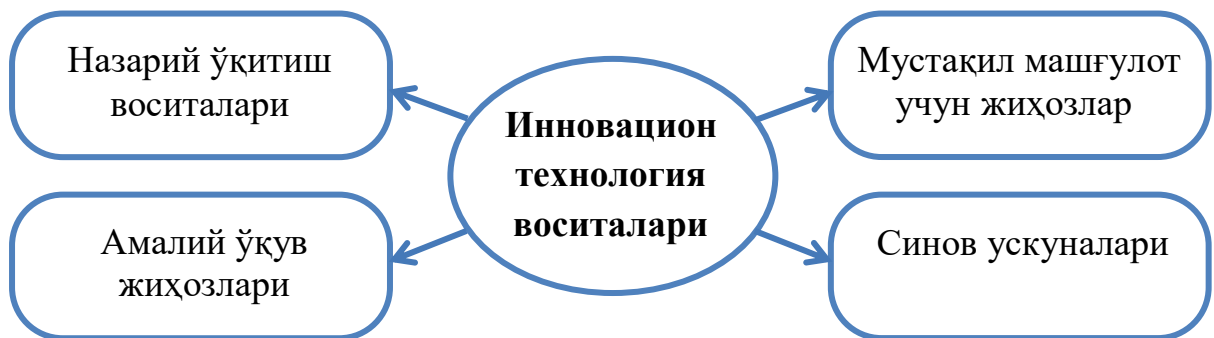 Назарий ўқитиш
воситалари
Мустақил машғулот
учун жиҳозлар
Инновацион
технология
воситалари
Амалий ўқув
жиҳозлари
Синов ускуналари